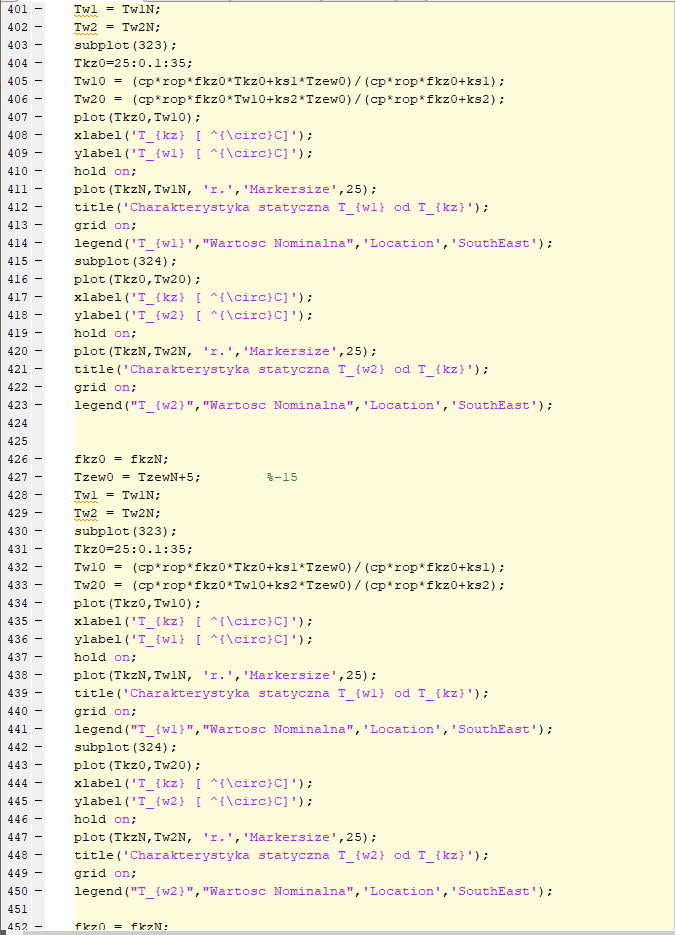 401 – Tw1 = Tw1N;
402 – Tw2 = Tw2N;
403 – subplot(323);
404 – Tkz0=25:0.1:35;
405 – Tw10 = (cp*rop*fkz0*Tkz0+ks1*Tzew0)/(cp*rop*fkz0+ks1);
406 – Tw20 = (cp*rop*fkz0*Tw10+ks2*Tzew0)/(cp*rop*fkz0+ks2);
407 – plot(Tkz0,Tw10);
408 – xlabel('T_{kz} [ ^{\circ}C]');
409 – ylabel('T_{w1} [ ^{\circ}C]');
410 – hold on;
411 – plot(TkzN,Tw1N, 'r.','Markersize',25);
412 – title('Charakterystyka statyczna T_{w1} od T_{kz}');
413 – grid on;
414 – legend('T_{w1}',"Wartosc Nominalna",'Location','SouthEast');
415 – subplot(324);
416 – plot(Tkz0,Tw20);
417 – xlabel('T_{kz} [ ^{\circ}C]');
418 – ylabel('T_{w2} [ ^{\circ}C]');
419 – hold on;
420 – plot(TkzN,Tw2N, 'r.','Markersize',25);
421 – title('Charakterystyka statyczna T_{w2} od T_{kz}');
422 – grid on;
423 – legend("T_{w2}","Wartosc Nominalna",'Location','SouthEast');
424
425
426 – fkz0 = fkzN;
427 – Tzew0 = TzewN+5; %-15
428 – Tw1 = Tw1N;
429 – Tw2 = Tw2N;
430 – subplot(323);
431 – Tkz0=25:0.1:35;
432 – Tw10 = (cp*rop*fkz0*Tkz0+ks1*Tzew0)/(cp*rop*fkz0+ks1);
433 – Tw20 = (cp*rop*fkz0*Tw10+ks2*Tzew0)/(cp*rop*fkz0+ks2);
434 – plot(Tkz0,Tw10);
435 – xlabel('T_{kz} [ ^{\circ}C]');
436 – ylabel('T_{w1} [ ^{\circ}C]');
437 – hold on;
438 – plot(TkzN,Tw1N, 'r.','Markersize',25);
439 – title('Charakterystyka statyczna T_{w1} od T_{kz}');
440 – grid on;
441 – legend("T_{w1}","Wartosc Nominalna",'Location','SouthEast');
442 – subplot(324);
443 – plot(Tkz0,Tw20);
444 – xlabel('T_{kz} [ ^{\circ}C]');
445 – ylabel('T_{w2} [ ^{\circ}C]');
446 – hold on;
447 – plot(TkzN,Tw2N, 'r.','Markersize',25);
448 – title('Charakterystyka statyczna T_{w2} od T_{kz}');
449 – grid on;
450 – legend("T_{w2}","Wartosc Nominalna",'Location','SouthEast');
451
452 – fkz0 = fkzN;